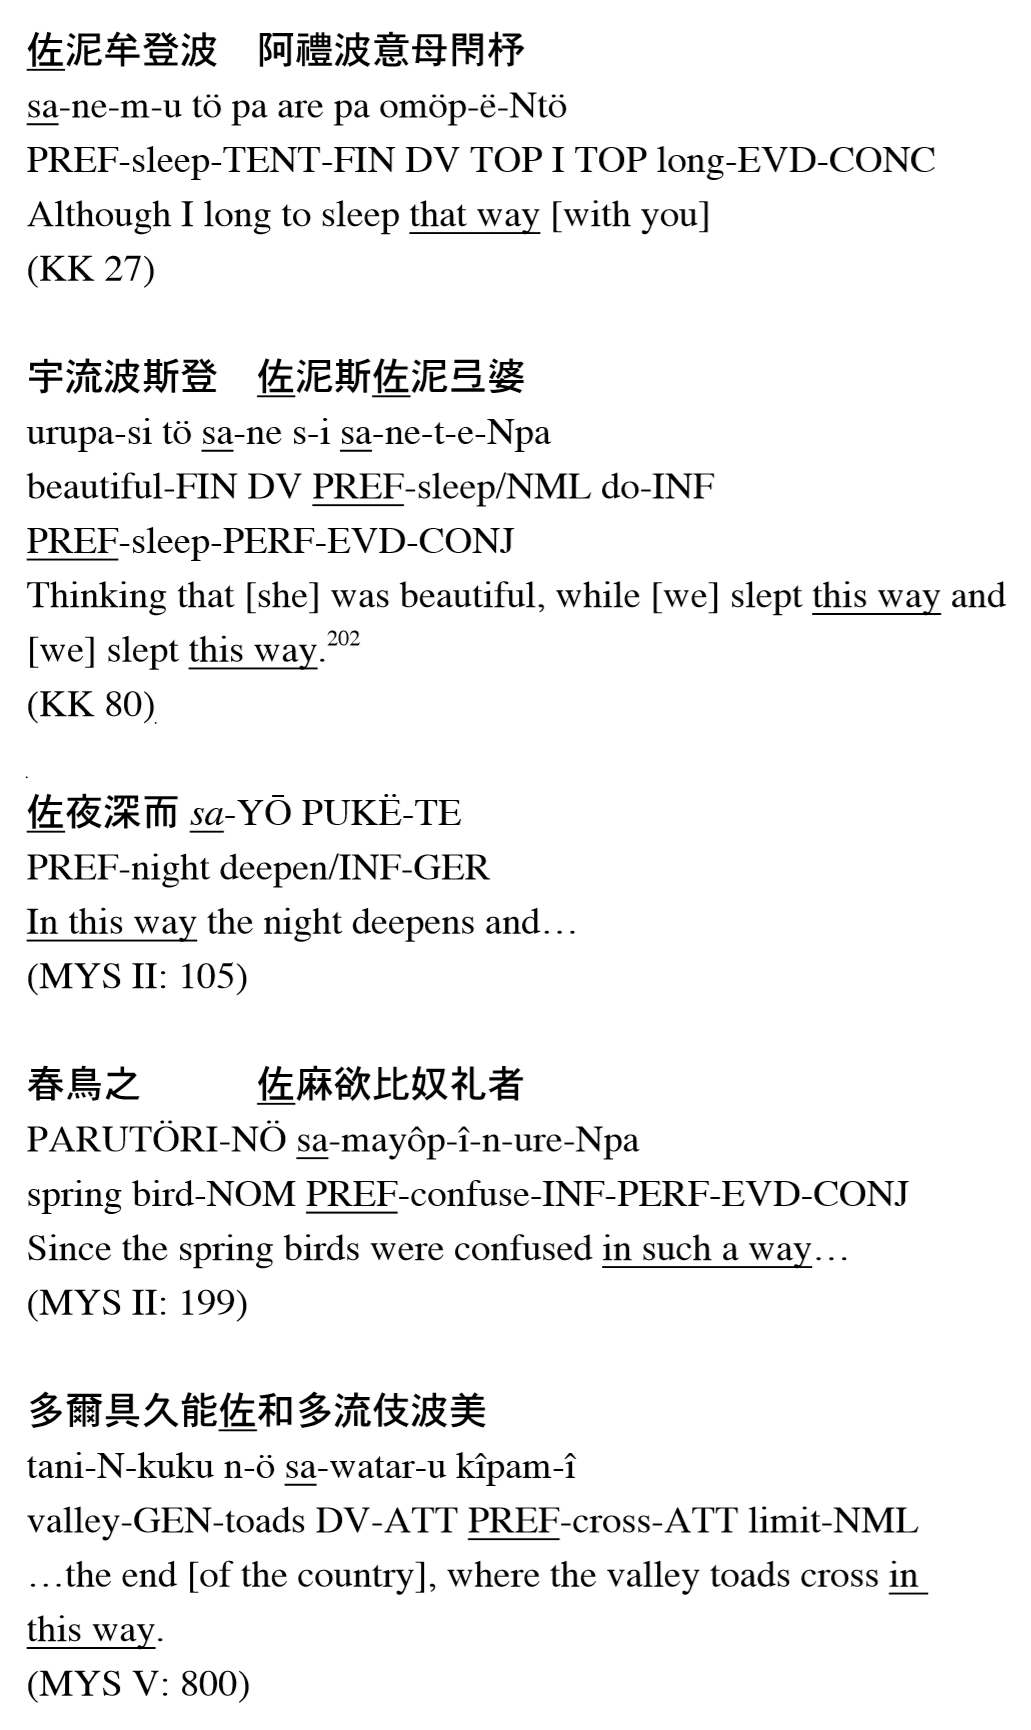 佐泥牟登波　阿禮波意母閇杼
sa-ne-m-u tö pa are pa omöp-ë-Ntö
PREF-sleep-TENT-FIN DV TOP I TOP long-EVD-CONC
Although I long to sleep that way [with you]
(KK 27)
宇流波斯登　佐泥斯佐泥弖婆
urupa-si tö sa-ne s-i sa-ne-t-e-Npa
beautiful-FIN DV PREF-sleep/NML do-INF
PREF-sleep-PERF-EVD-CONJ
Thinking that [she] was beautiful, while [we] slept this way and
[we] slept this way.202
(KK 80)
佐夜深而 sa-YŌ PUKË-TE
PREF-night deepen/INF-GER
In this way the night deepens and…
(MYS II: 105)
春鳥之　　　佐麻欲比奴礼者
PARUTÖRI-NÖ sa-mayôp-î-n-ure-Npa
spring bird-NOM PREF-confuse-INF-PERF-EVD-CONJ
Since the spring birds were confused in such a way…
(MYS II: 199)
多爾具久能佐和多流伎波美
tani-N-kuku n-ö sa-watar-u kîpam-î
valley-GEN-toads DV-ATT PREF-cross-ATT limit-NML
…the end [of the country], where the valley toads cross in
this way.
(MYS V: 800)